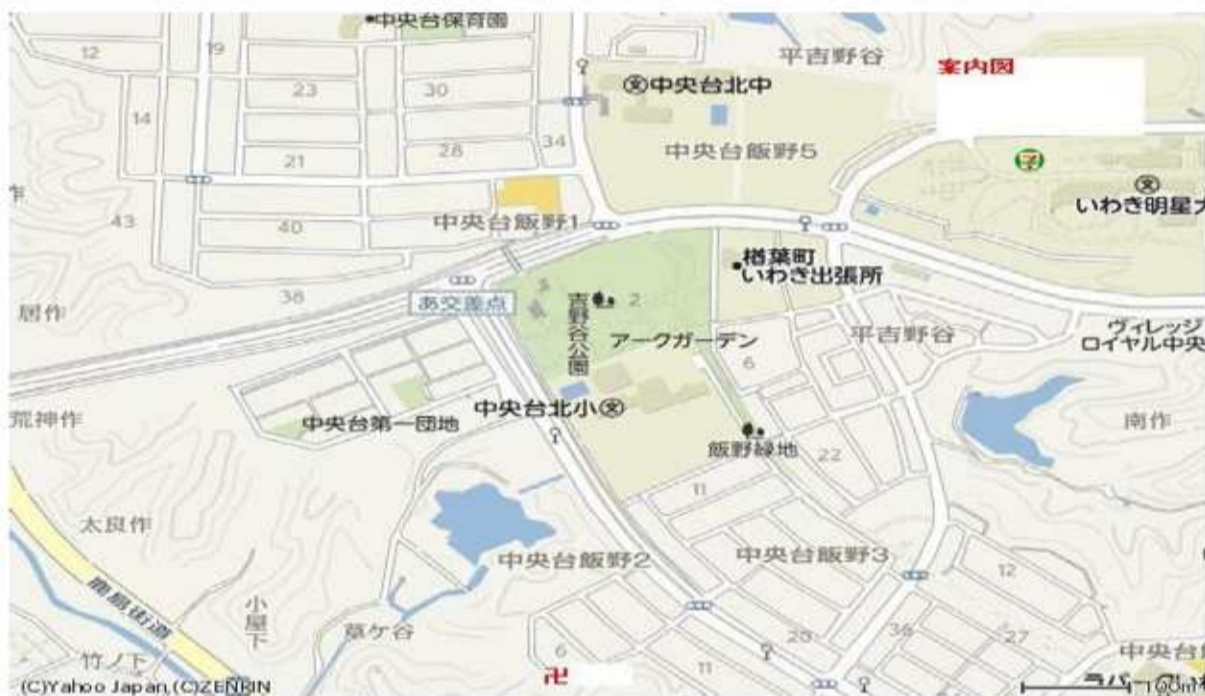 中央台保育園
平吉野谷
案内図
12
19
23
30
中央台北中
14
34
21
28
中央台飯野5
43
40
中央台飯野1
いわき明星大
楢葉町
いわき出張所
38
居作
あ交差点
吉野谷公園
2
アークガーデン
平吉野谷
ヴィレッジ
ロイヤル中央
6
荒神作
中央台第一団地
中央台北小
南作
飯野緑地
22
11
太良作
中央台飯野2
中央台飯野3
12
鹿島街道
小屋下
草ケ谷
28
36
27
竹ノ下
6
卍
11
(C)Yahoo Japan,(C)ZENRIN
100m